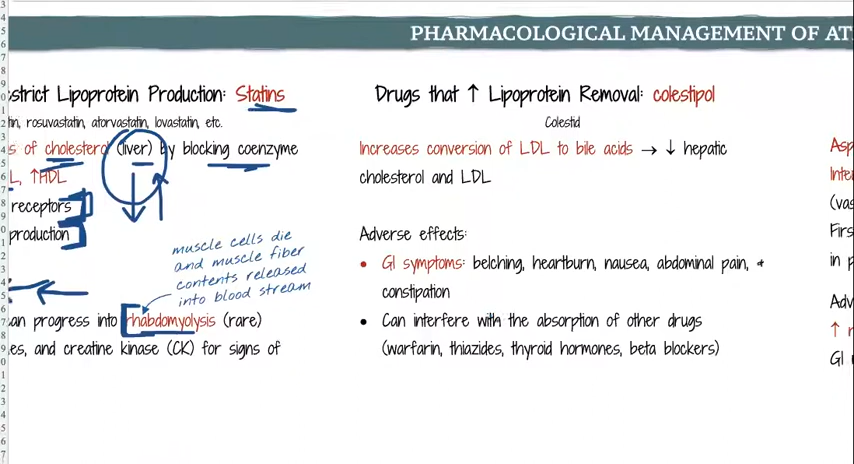 PHARMACOLOGICAL MANAGEMENT OF AT
strict Lipoprotein Production: Statins
tin, rosuvastatin, atorvastatin, lovastatin, etc.
s of cholesterol (liver) by blocking coenzyme
L, ↑HDL
receptors
production
muscle cells die
and muscle fiber
contents released
into blood stream
an progress into rhabdomyolysis (rare)
es, and creatine kinase (CK) for signs of
Drugs that ↑ Lipoprotein Removal: colestipol
Colestid
Increases conversion of LDL to bile acids → ↓ hepatic
cholesterol and LDL
Adverse effects:
• GI symptoms: belching, heartburn, nausea, abdominal pain, +
constipation
• Can interfere with the absorption of other drugs
(warfarin, thiazides, thyroid hormones, beta blockers)
Asp
Inter
(vas
First
in p
Adv
↑ r
GI